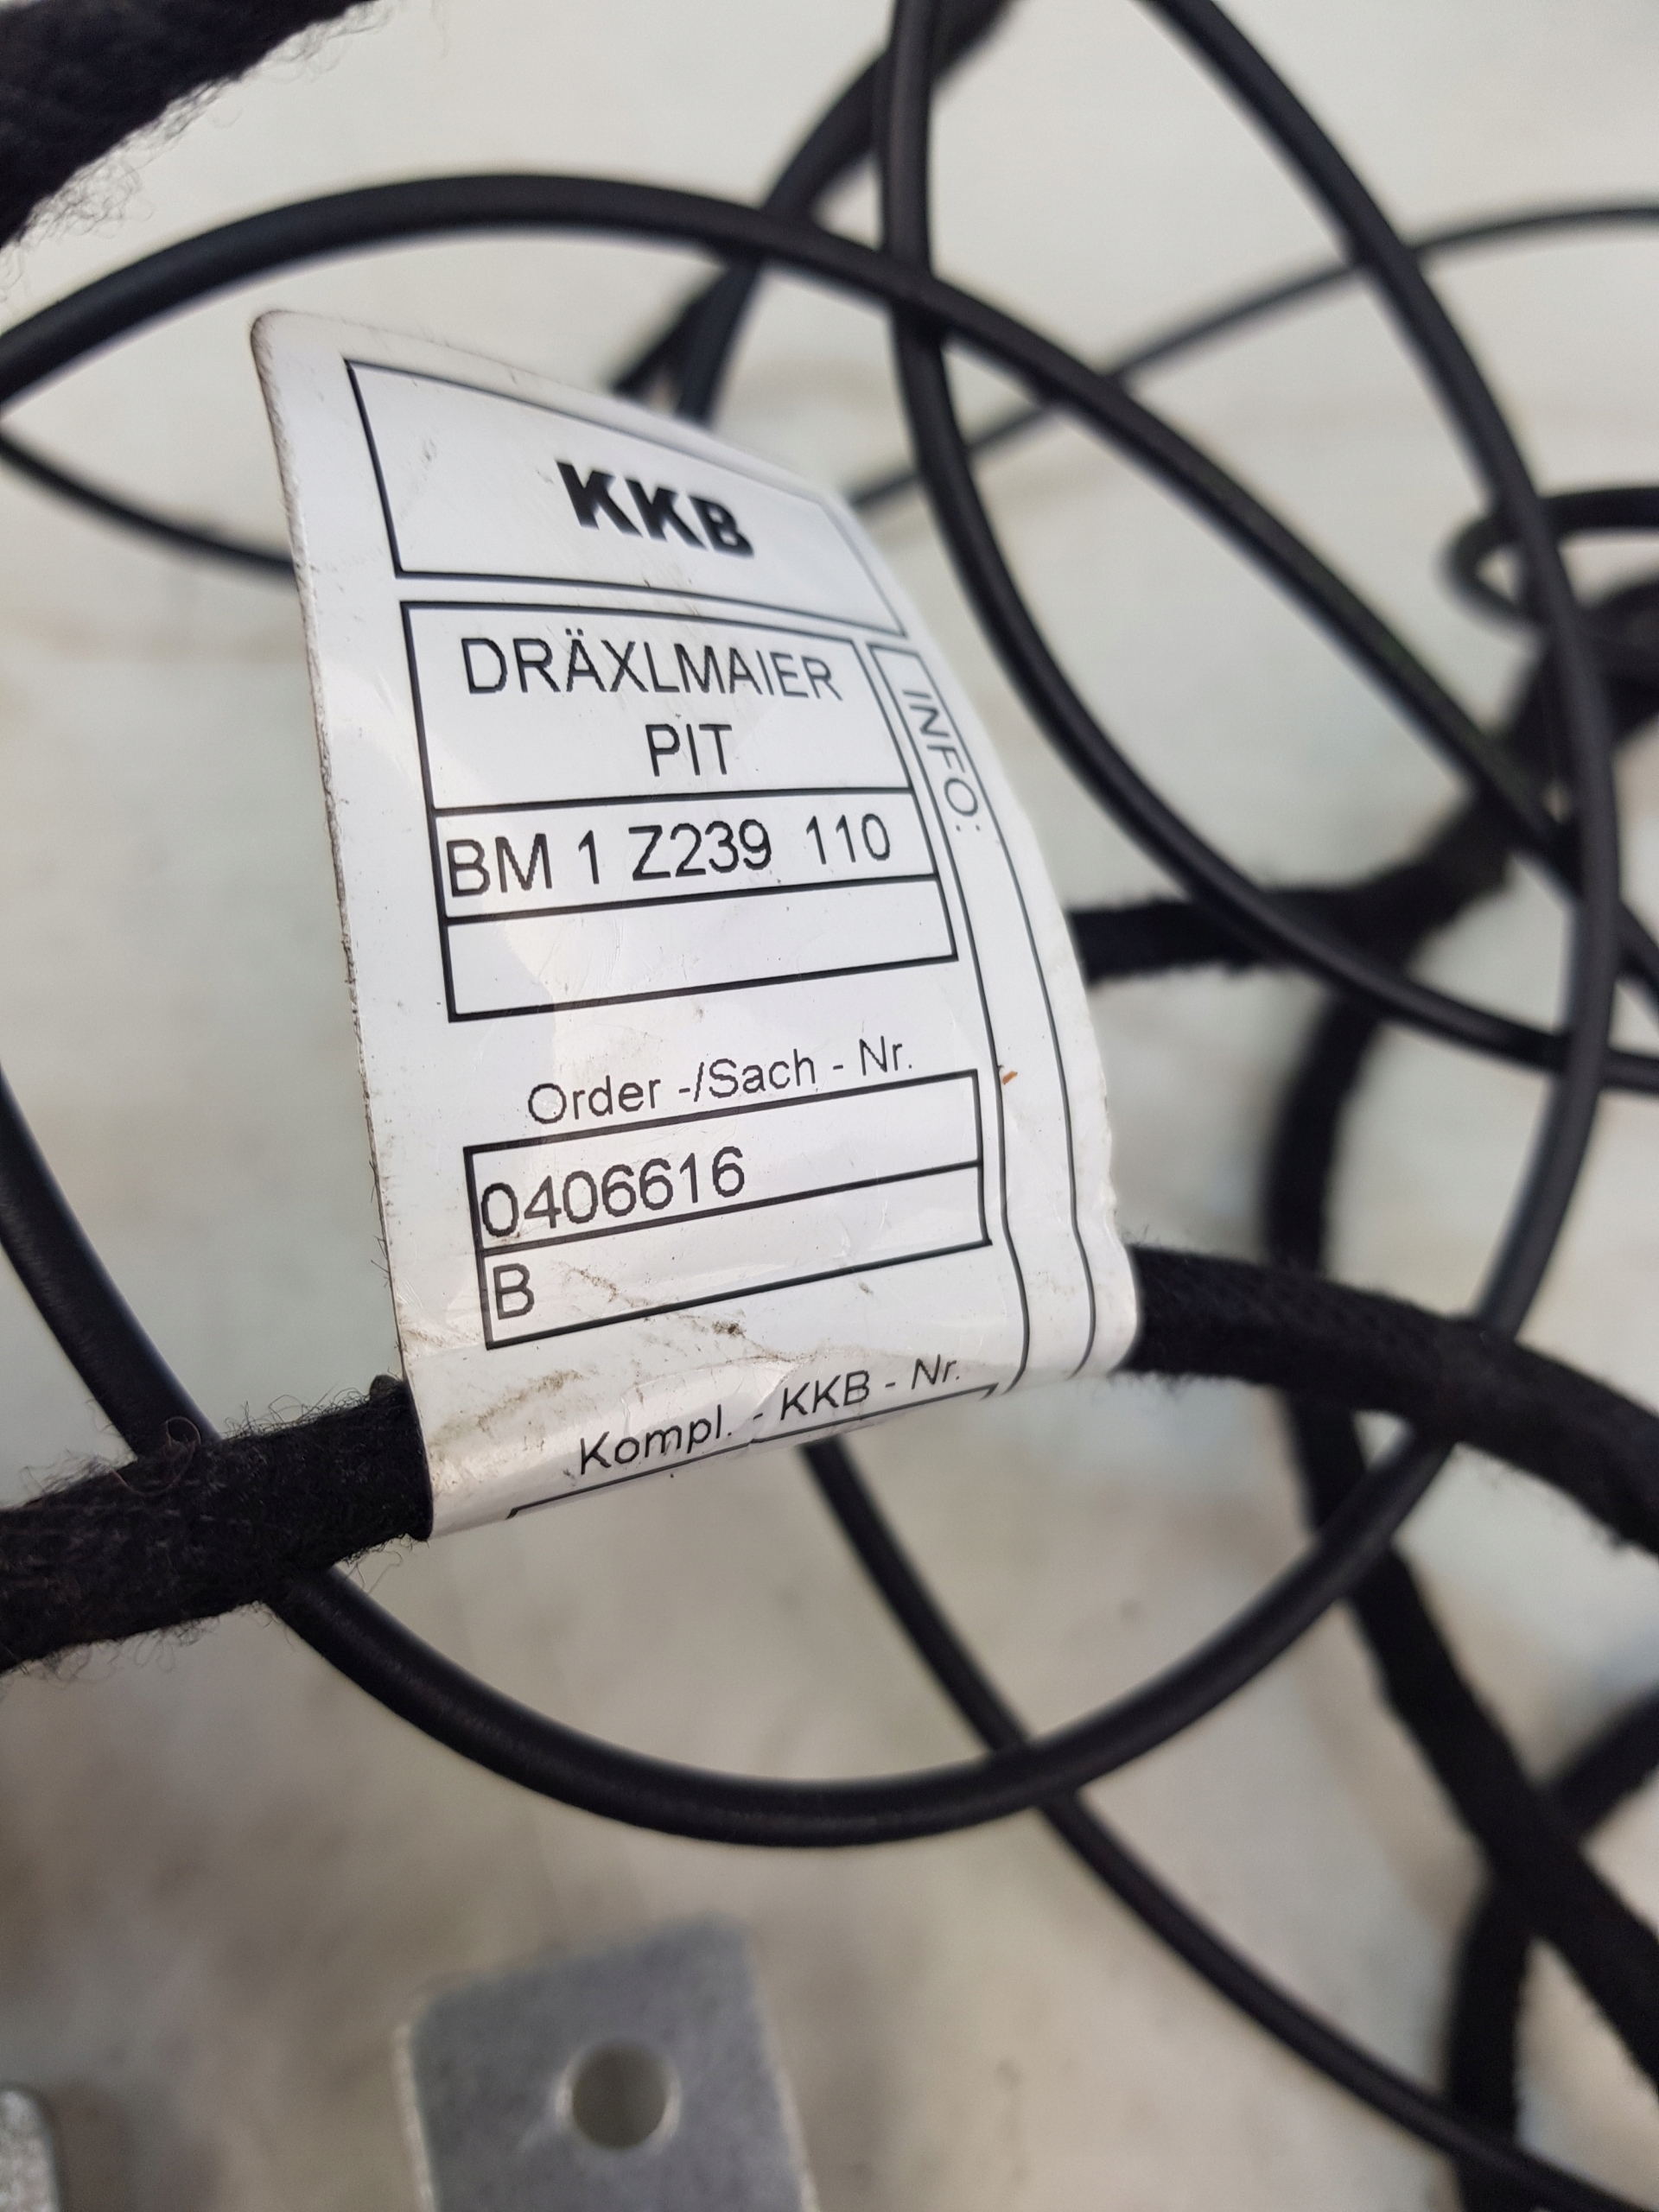 KKB
DRÄXLMAIER
PIT
BM 1 Z239 110
INFO:
Order -/Sach - Nr.
0406616
B
Kompl. - KKB - Nr.